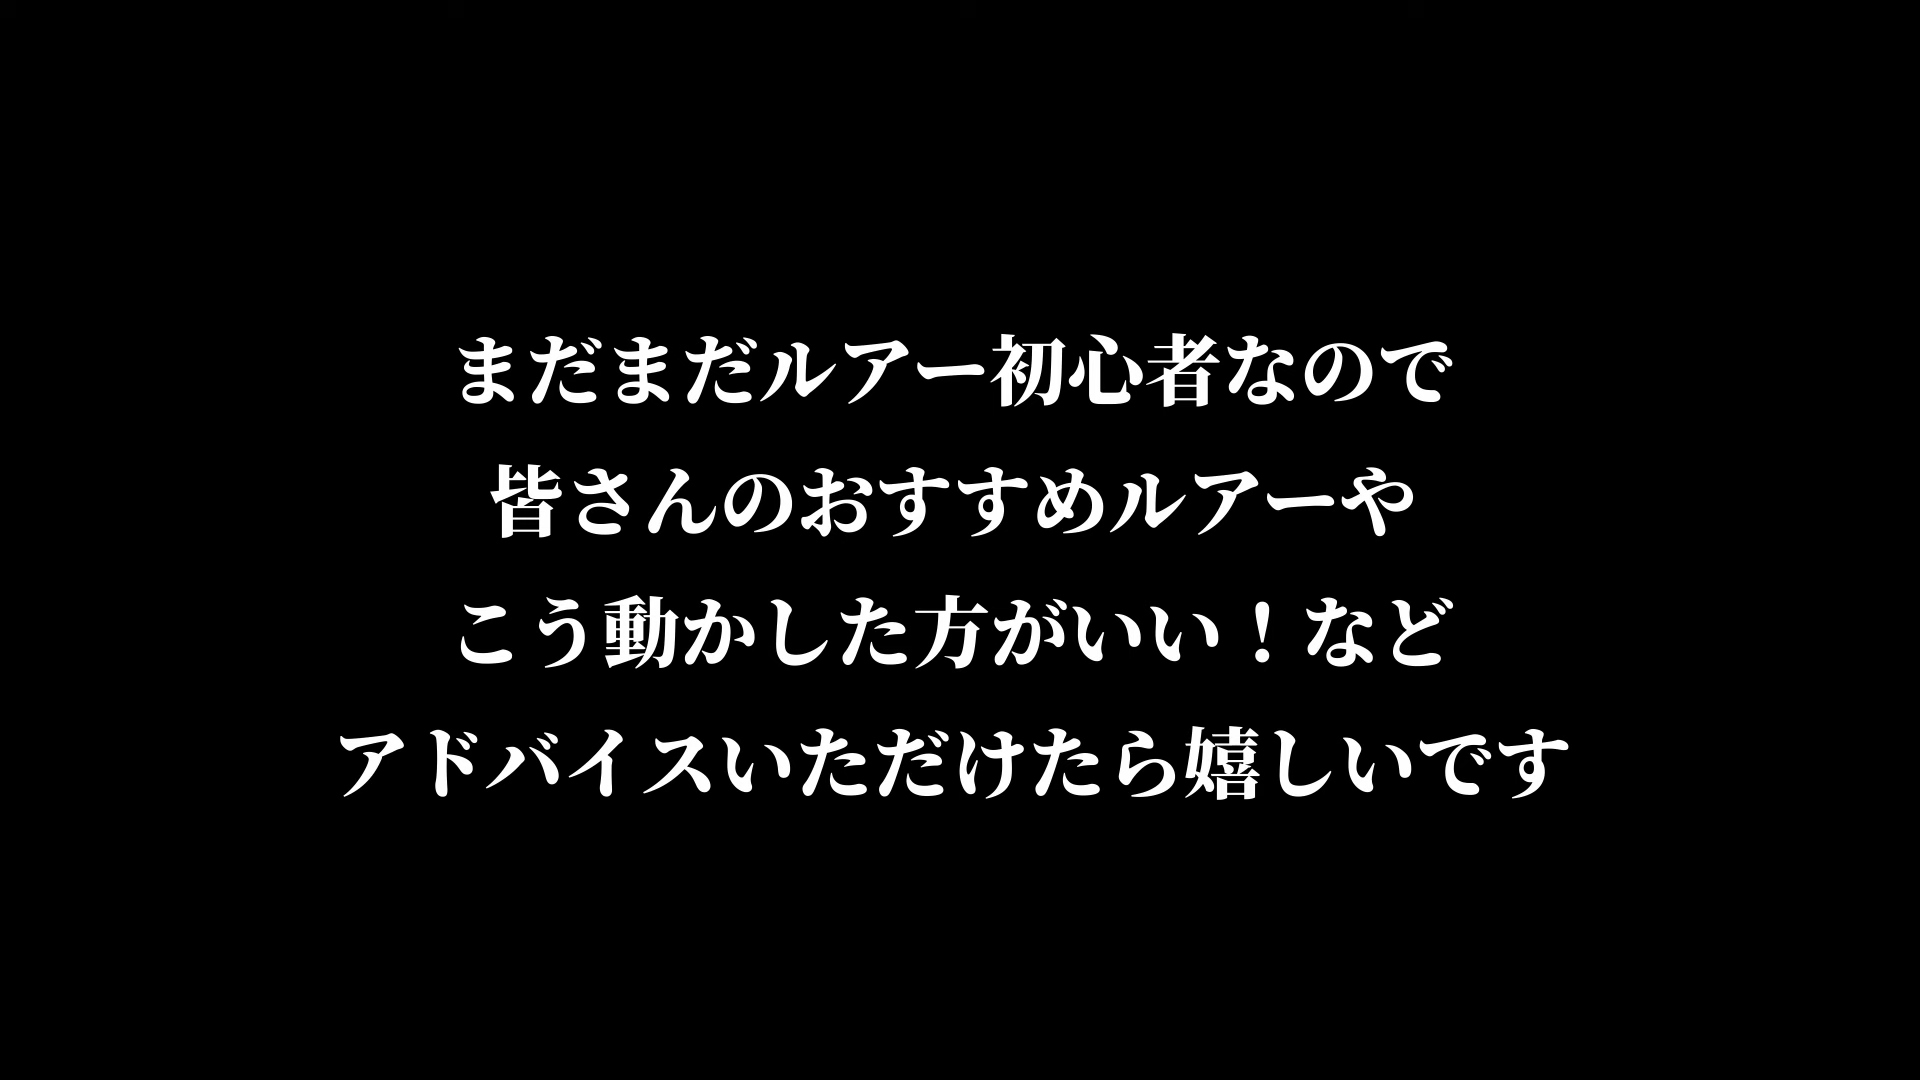 まだまだルアー初心者なので
皆さんのおすすめルアーや
こう動かした方がいい！など
アドバイスいただけたら嬉しいです